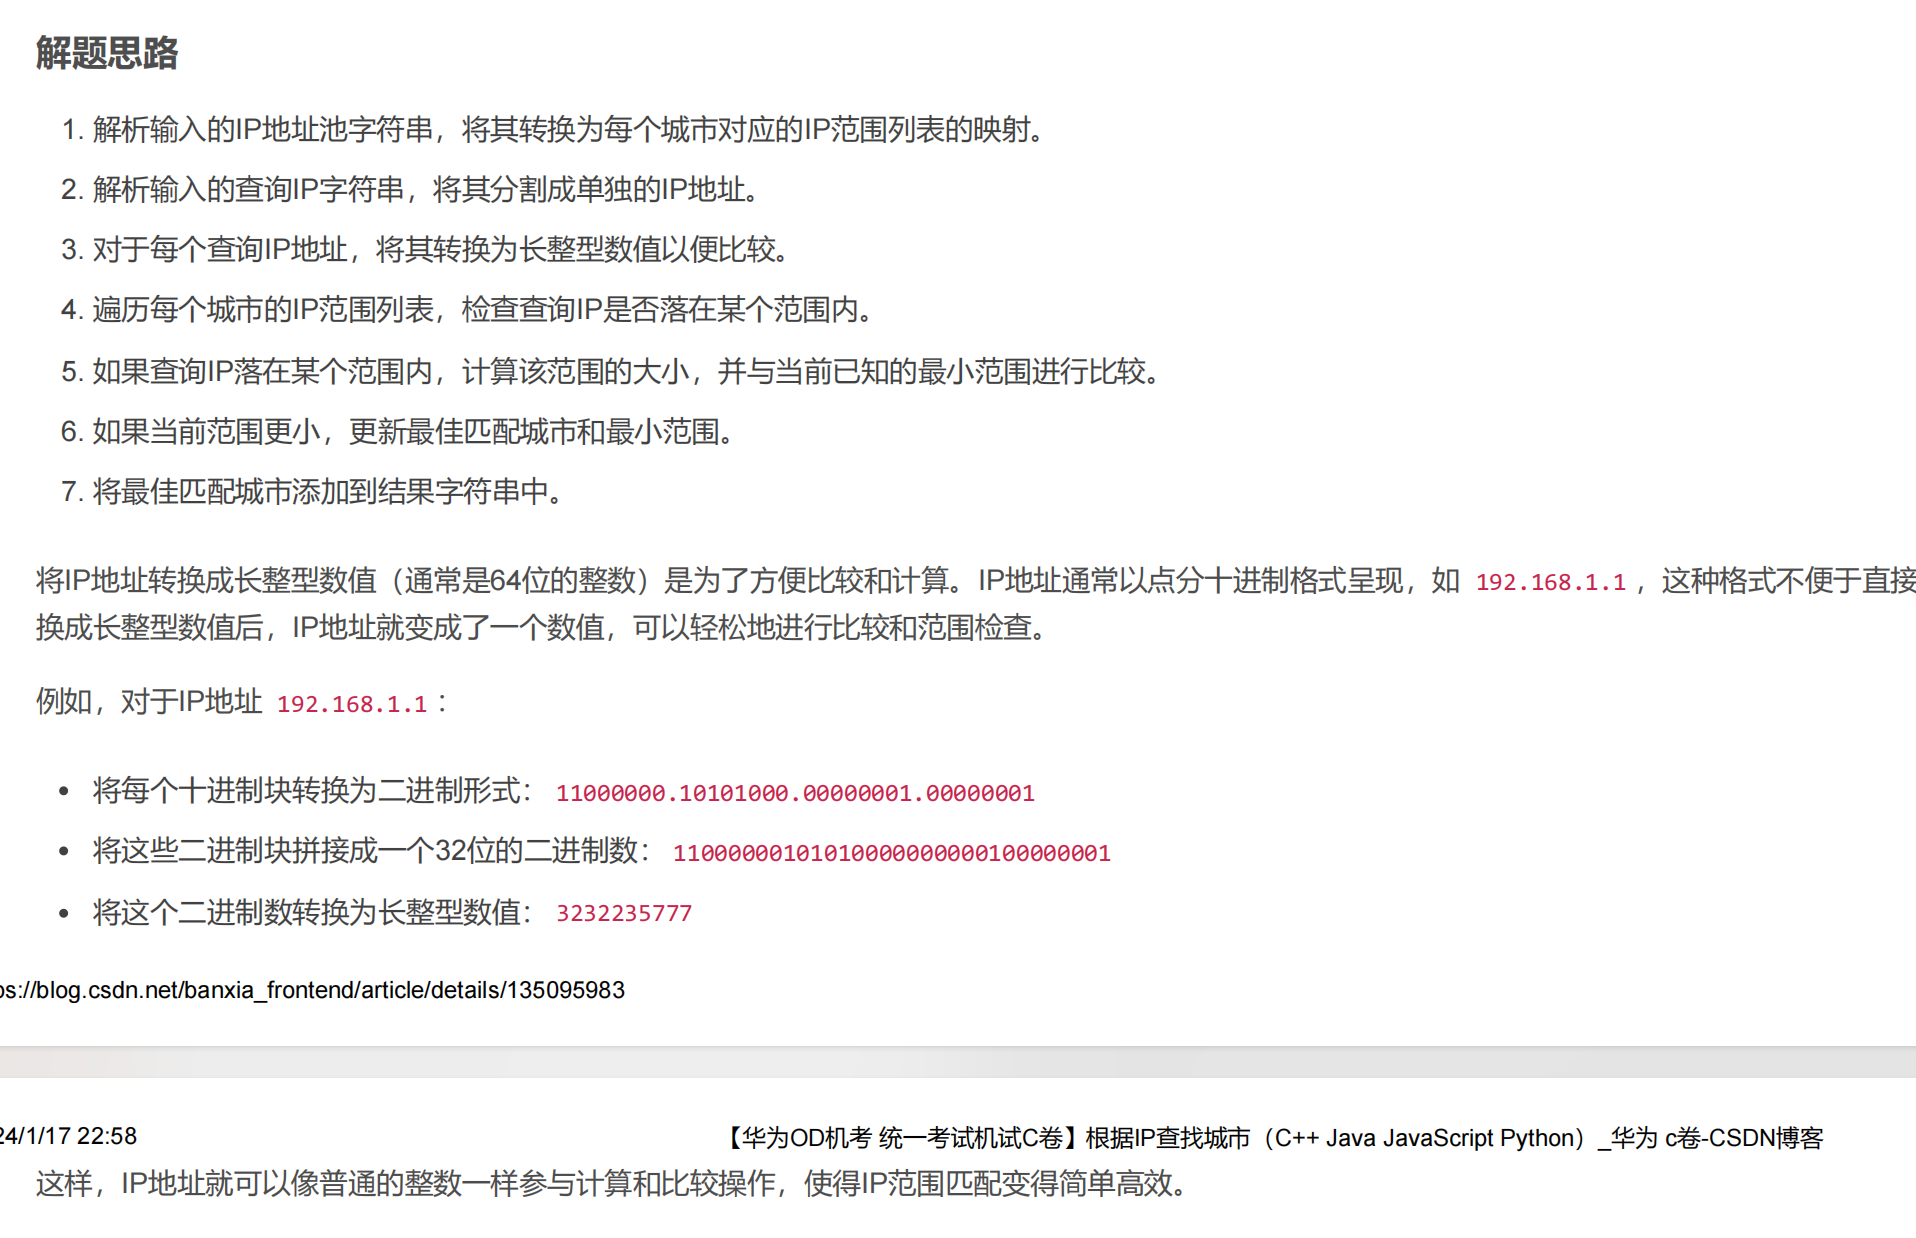 解题思路
1. 解析输入的IP地址池字符串，将其转换为每个城市对应的IP范围列表的映射。
2. 解析输入的查询IP字符串，将其分割成单独的IP地址。
3. 对于每个查询IP地址，将其转换为长整型数值以便比较。
4. 遍历每个城市的IP范围列表，检查查询IP是否落在某个范围内。
5. 如果查询IP落在某个范围内，计算该范围的大小，并与当前已知的最小范围进行比较。
6. 如果当前范围更小，更新最佳匹配城市和最小范围。
7. 将最佳匹配城市添加到结果字符串中。
将IP地址转换成长整型数值（通常是64位的整数）是为了方便比较和计算。IP地址通常以点分十进制格式呈现，如 192.168.1.1 ，这种格式不便于直接
换成长整型数值后，IP地址就变成了一个数值，可以轻松地进行比较和范围检查。
例如，对于IP地址 192.168.1.1 ：
• 将每个十进制块转换为二进制形式： 11000000.10101000.00000001.00000001
• 将这些二进制块拼接成一个32位的二进制数： 11000000101010000000000100000001
• 将这个二进制数转换为长整型数值： 3232235777
ps://blog.csdn.net/banxia_frontend/article/details/135095983
24/1/17 22:58
【华为OD机考 统一考试机试C卷】根据IP查找城市（C++ Java JavaScript Python）_华为 c卷-CSDN博客
这样，IP地址就可以像普通的整数一样参与计算和比较操作，使得IP范围匹配变得简单高效。